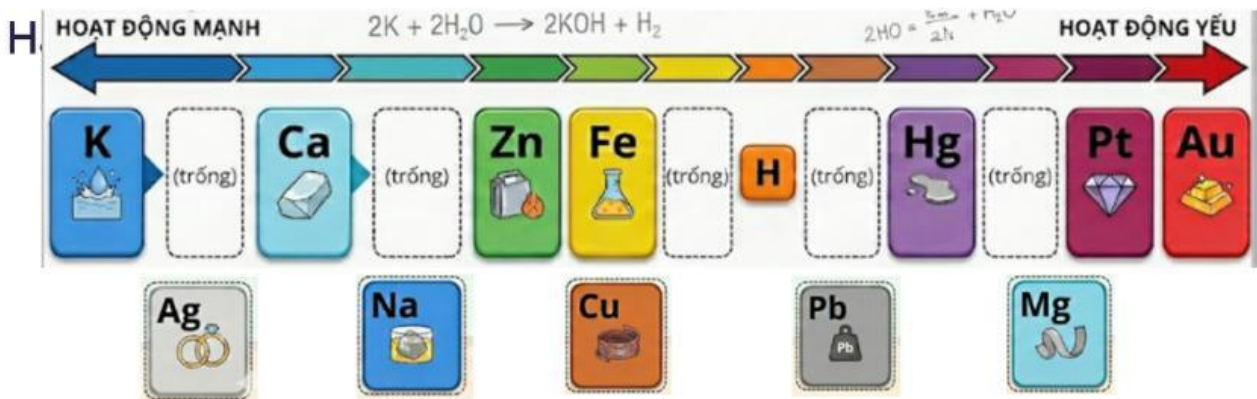 H
HOẠT ĐỘNG MẠNH
2K + 2H₂O ⟶ 2KOH + H₂
2HO =
HOẠT ĐỘNG YẾU
K (trống) Ca (trống) Zn Fe (trống) H (trống) Hg (trống) Pt Au
Ag Na Cu Pb Mg
Pb